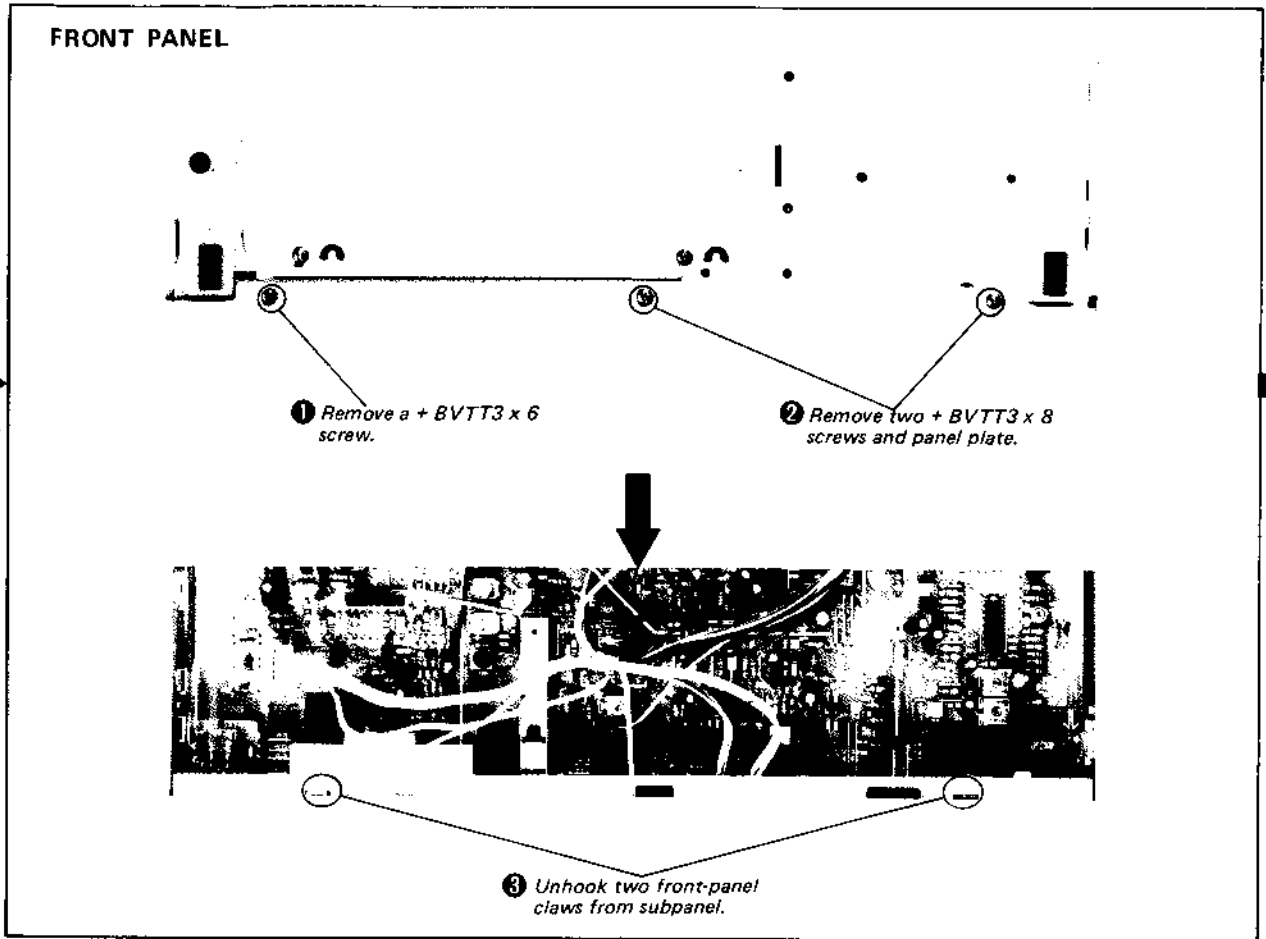 FRONT PANEL
❶ Remove a + BVTT3 x 6
screw.
❷ Remove two + BVTT3 x 8
screws and panel plate.
❸ Unhook two front-panel
claws from subpanel.